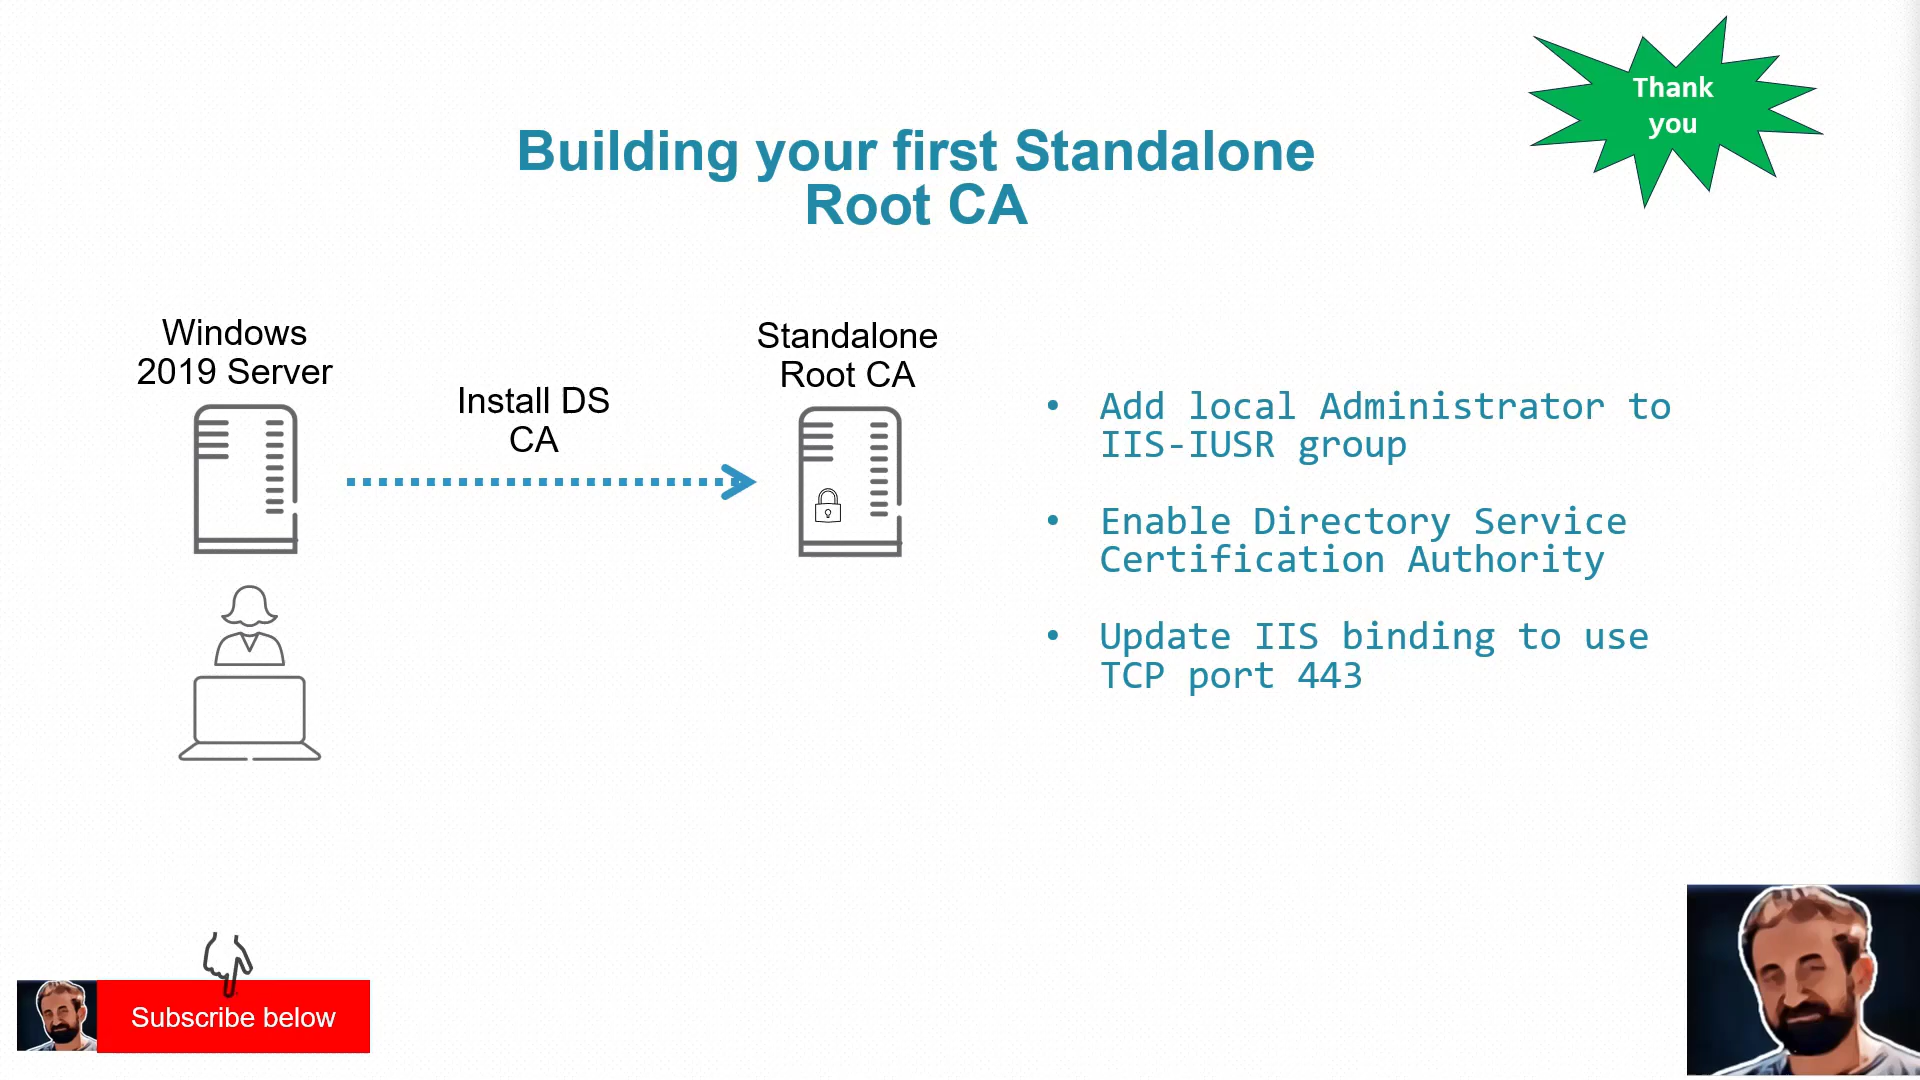 Thank
you
Building your first Standalone
Root CA
Windows
2019 Server
Install DS
CA
Standalone
Root CA
• Add local Administrator to
IIS-IUSR group
• Enable Directory Service
Certification Authority
• Update IIS binding to use
TCP port 443
Subscribe below